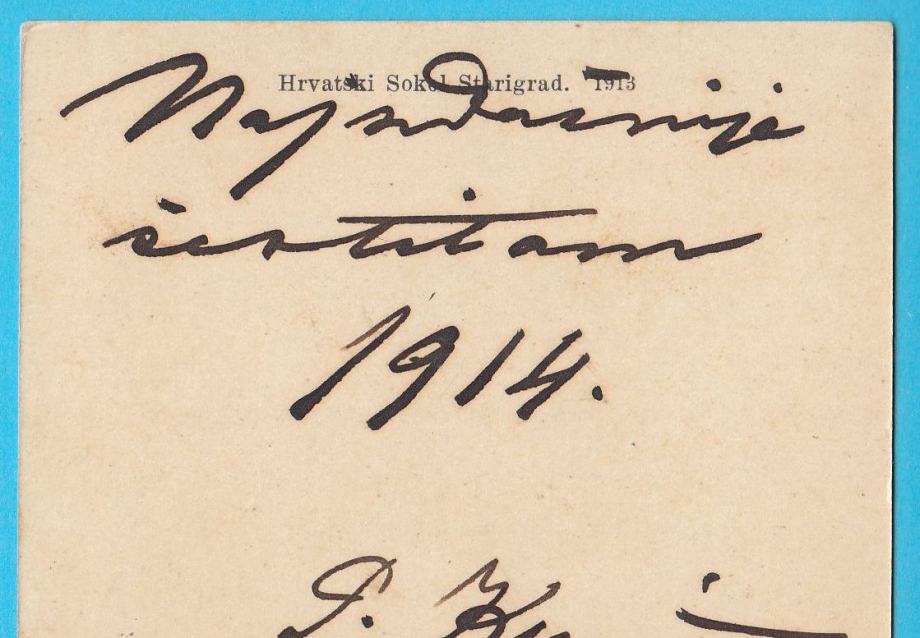 Hrvatski Sokol Starigrad. 1913
Najsrdačnije
čestitam
1914.